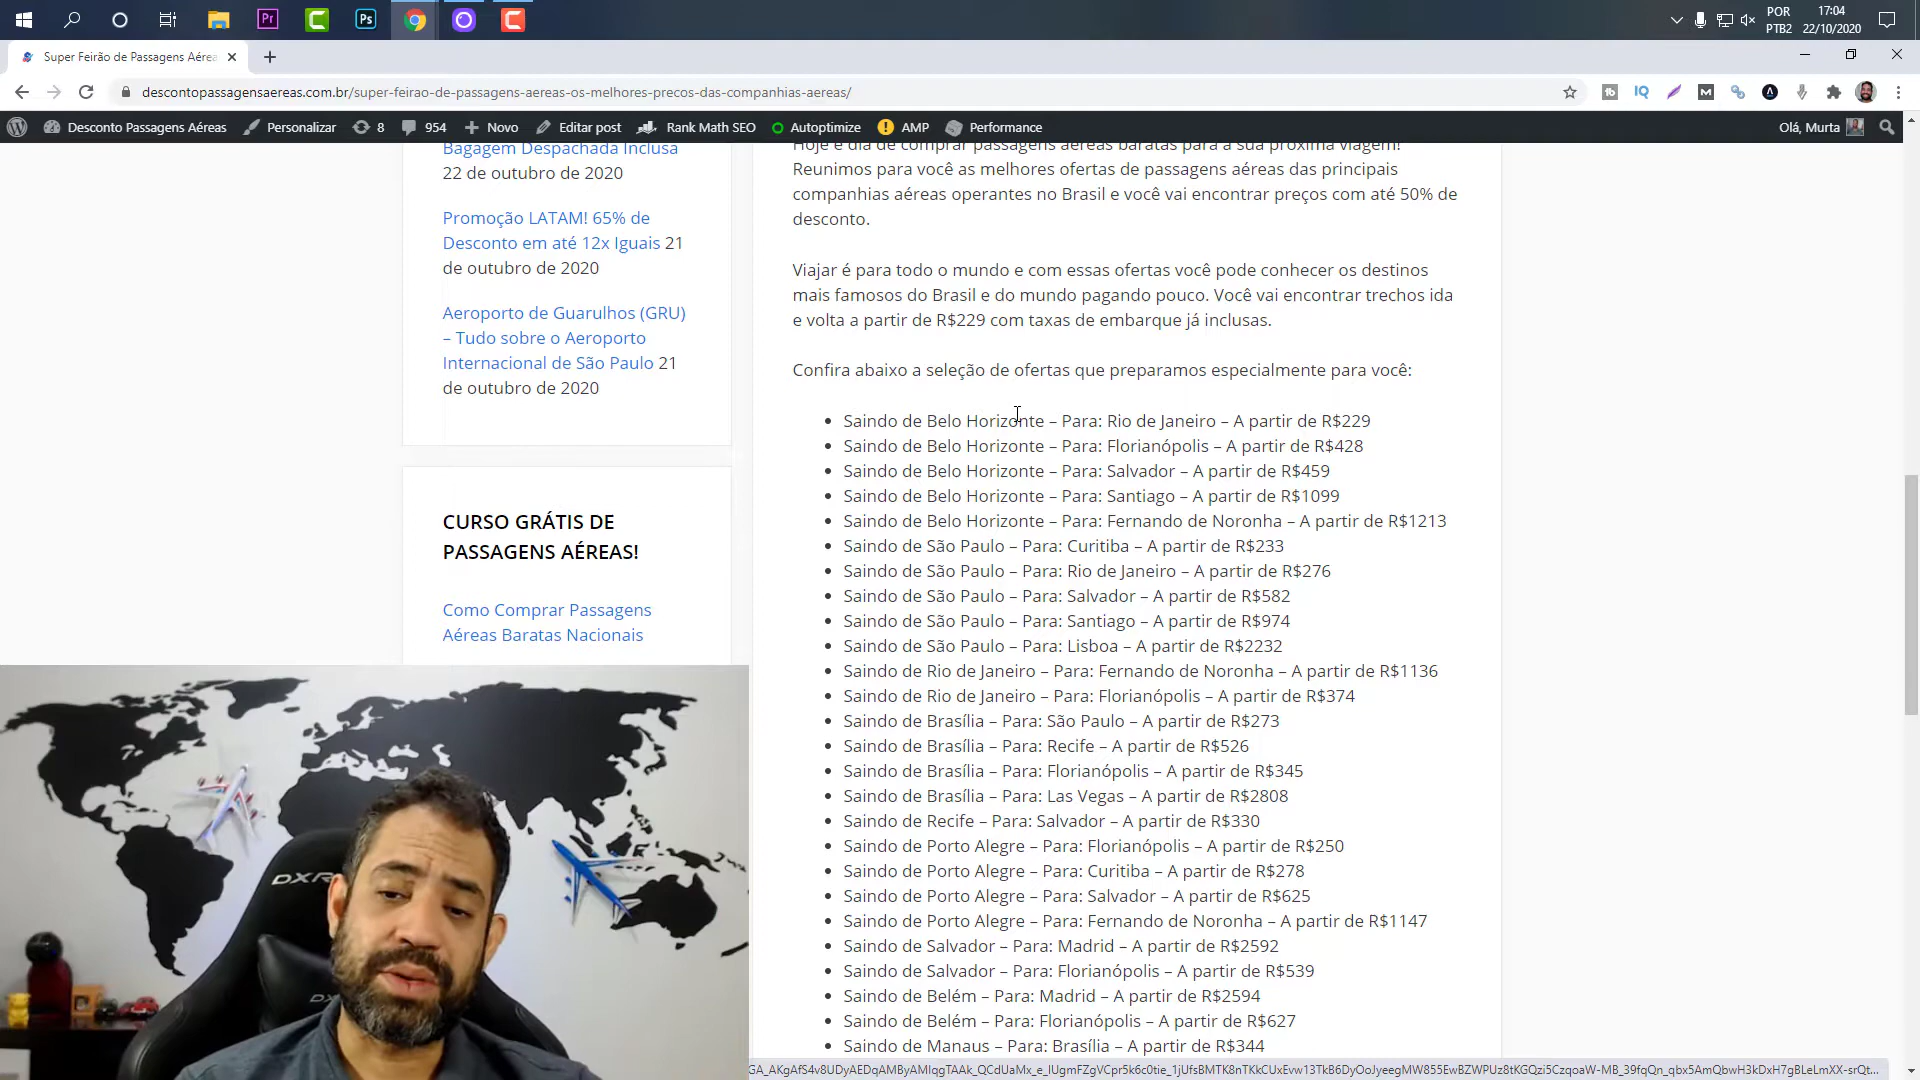 POR
PTB2
17:04
22/10/2020
Super Feirão de Passagens Aérea
descontopassagensaereas.com.br/super-feirao-de-passagens-aereas-os-melhores-precos-das-companhias-aereas/
Desconto Passagens Aéreas Personalizar 8 954 Novo Editar post Rank Math SEO Autoptimize AMP Performance Olá, Murta
Bagagem Despachada Inclusa
22 de outubro de 2020
Promoção LATAM! 65% de
Desconto em até 12x Iguais 21
de outubro de 2020
Aeroporto de Guarulhos (GRU)
– Tudo sobre o Aeroporto
Internacional de São Paulo 21
de outubro de 2020
CURSO GRÁTIS DE
PASSAGENS AÉREAS!
Como Comprar Passagens
Aéreas Baratas Nacionais
Hoje é dia de comprar passagens aéreas baratas para a sua próxima viagem!
Reunimos para você as melhores ofertas de passagens aéreas das principais
companhias aéreas operantes no Brasil e você vai encontrar preços com até 50% de
desconto.
Viajar é para todo o mundo e com essas ofertas você pode conhecer os destinos
mais famosos do Brasil e do mundo pagando pouco. Você vai encontrar trechos ida
e volta a partir de R$229 com taxas de embarque já inclusas.
Confira abaixo a seleção de ofertas que preparamos especialmente para você:
Saindo de Belo Horizonte – Para: Rio de Janeiro – A partir de R$229
Saindo de Belo Horizonte – Para: Florianópolis – A partir de R$428
Saindo de Belo Horizonte – Para: Salvador – A partir de R$459
Saindo de Belo Horizonte – Para: Santiago – A partir de R$1099
Saindo de Belo Horizonte – Para: Fernando de Noronha – A partir de R$1213
Saindo de São Paulo – Para: Curitiba – A partir de R$233
Saindo de São Paulo – Para: Rio de Janeiro – A partir de R$276
Saindo de São Paulo – Para: Salvador – A partir de R$582
Saindo de São Paulo – Para: Santiago – A partir de R$974
Saindo de São Paulo – Para: Lisboa – A partir de R$2232
Saindo de Rio de Janeiro – Para: Fernando de Noronha – A partir de R$1136
Saindo de Rio de Janeiro – Para: Florianópolis – A partir de R$374
Saindo de Brasília – Para: São Paulo – A partir de R$273
Saindo de Brasília – Para: Recife – A partir de R$526
Saindo de Brasília – Para: Florianópolis – A partir de R$345
Saindo de Brasília – Para: Las Vegas – A partir de R$2808
Saindo de Recife – Para: Salvador – A partir de R$330
Saindo de Porto Alegre – Para: Florianópolis – A partir de R$250
Saindo de Porto Alegre – Para: Curitiba – A partir de R$278
Saindo de Porto Alegre – Para: Salvador – A partir de R$625
Saindo de Porto Alegre – Para: Fernando de Noronha – A partir de R$1147
Saindo de Salvador – Para: Madrid – A partir de R$2592
Saindo de Salvador – Para: Florianópolis – A partir de R$539
Saindo de Belém – Para: Madrid – A partir de R$2594
Saindo de Belém – Para: Florianópolis – A partir de R$627
Saindo de Manaus – Para: Brasília – A partir de R$344